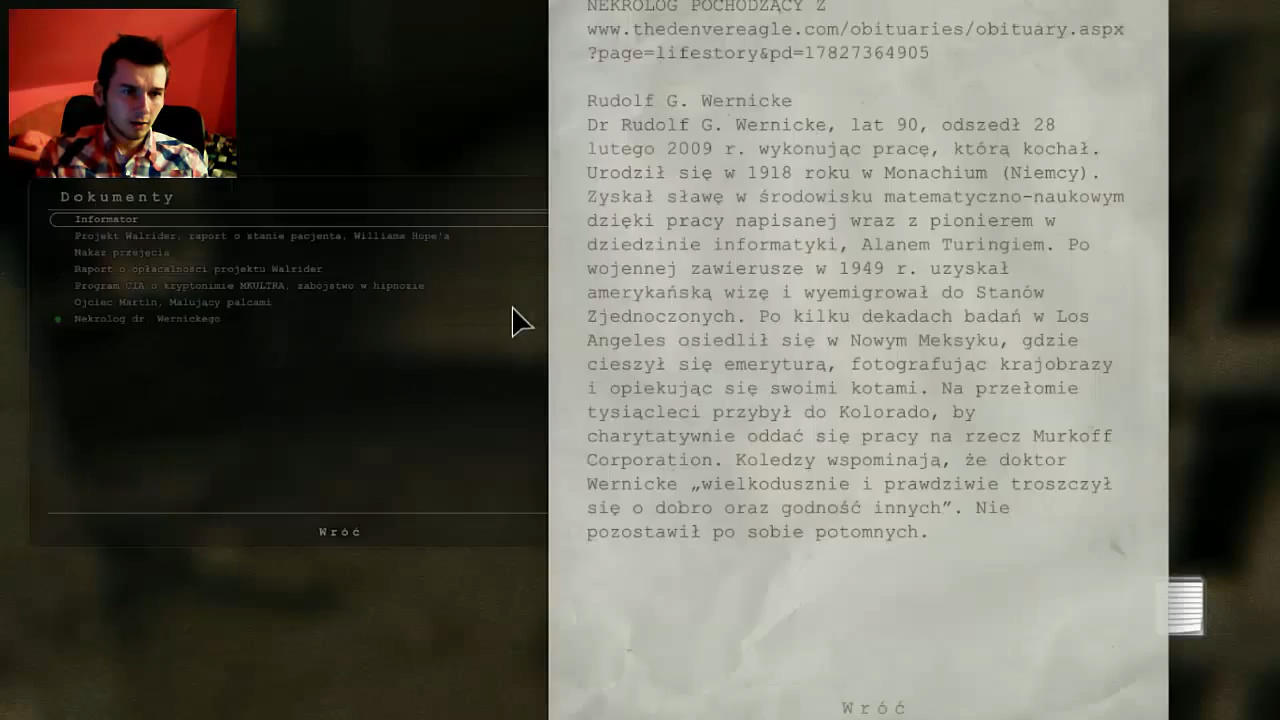 Dokumenty
Informator
Projekt Walrider, raport o stanie pacjenta, Williama Hope'a
Nakaz przejęcia
Raport o opłacalności projektu Walrider
Program CIA o kryptonimie MKULTRA, zabójstwo w hipnozie
Ojciec Martin, Malujący palcami
Nekrolog dr. Wernickego
Wróć
NEKROLOG POCHODZĄCY Z
www.thedenvereagle.com/obituaries/obituary.aspx
?page=lifestory&pd=17827364905
Rudolf G. Wernicke
Dr Rudolf G. Wernicke, lat 90, odszedł 28
lutego 2009 r. wykonując pracę, którą kochał.
Urodził się w 1918 roku w Monachium (Niemcy).
Zyskał sławę w środowisku matematyczno-naukowym
dzięki pracy napisanej wraz z pionierem w
dziedzinie informatyki, Alanem Turingiem. Po
wojennej zawierusze w 1949 r. uzyskał
amerykańską wizę i wyemigrował do Stanów
Zjednoczonych. Po kilku dekadach badań w Los
Angeles osiedlił się w Nowym Meksyku, gdzie
cieszył się emeryturą, fotografując krajobrazy
i opiekując się swoimi kotami. Na przełomie
tysiącleci przybył do Kolorado, by
charytatywnie oddać się pracy na rzecz Murkoff
Corporation. Koledzy wspominają, że doktor
Wernicke „wielkodusznie i prawdziwie troszczył
się o dobro oraz godność innych”. Nie
pozostawił po sobie potomnych.
Wróć